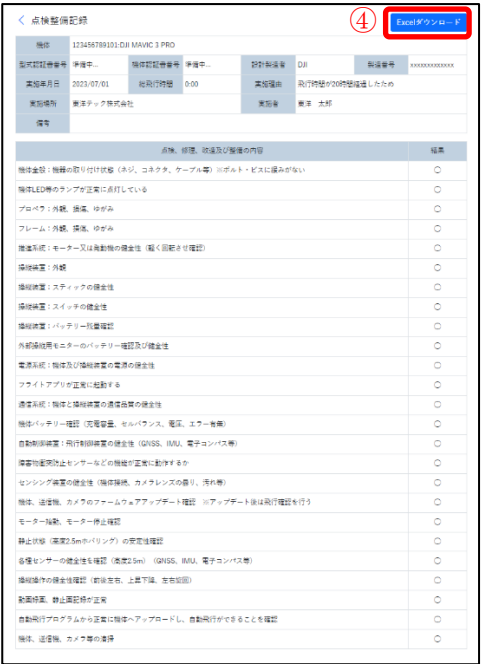 点検整備記録
④
Excelダウンロード
機体 123456789101:DJI MAVIC 3 PRO
型式認証書番号 準備中... 機体認証書番号 準備中... 設計製造者 DJI 製造番号 xxxxxxxxxxxxx
実施年月日 2023/07/01 総飛行時間 0:00 実施理由 飛行時間が20時間経過したため
実施場所 東洋テック株式会社 実施者 東洋 太郎
備考
点検、修理、改造及び整備の内容 結果
機体全般：機器の取り付け状態（ネジ、コネクタ、ケーブル等）※ボルト・ビスに緩みがない ○
機体LED等のランプが正常に点灯している ○
プロペラ：外観、損傷、ゆがみ ○
フレーム：外観、損傷、ゆがみ ○
推進系統：モーター又は発動機の健全性（軽く回転させ確認） ○
操縦装置：外観 ○
操縦装置：スティックの健全性 ○
操縦装置：スイッチの健全性 ○
操縦装置：バッテリー残量確認 ○
外部操縦用モニターのバッテリー確認及び健全性 ○
電源系統：機体及び操縦装置の電源の健全性 ○
フライトアプリが正常に起動する ○
通信系統：機体と操縦装置の通信品質の健全性 ○
機体バッテリー確認（充電容量、セルバランス、電圧、エラー有無） ○
自動制御装置：飛行制御装置の健全性（GNSS、IMU、電子コンパス等） ○
障害物衝突防止センサーなどの機能が正常に動作するか ○
センシング装置の健全性（機体接続、カメラレンズの曇り、汚れ等） ○
機体、送信機、カメラのファームウェアアップデート確認 ※アップデート後は飛行確認を行う ○
モーター始動、モーター停止確認 ○
静止状態（高度2.5mホバリング）の安定性確認 ○
各種センサーの健全性を確認（高度2.5m）（GNSS、IMU、電子コンパス等） ○
操縦操作の健全性確認（前後左右、上昇下降、左右旋回） ○
動画録画、静止画記録が正常 ○
自動飛行プログラムから正常に機体へアップロードし、自動飛行ができることを確認 ○
機体、送信機、カメラ等の清掃 ○